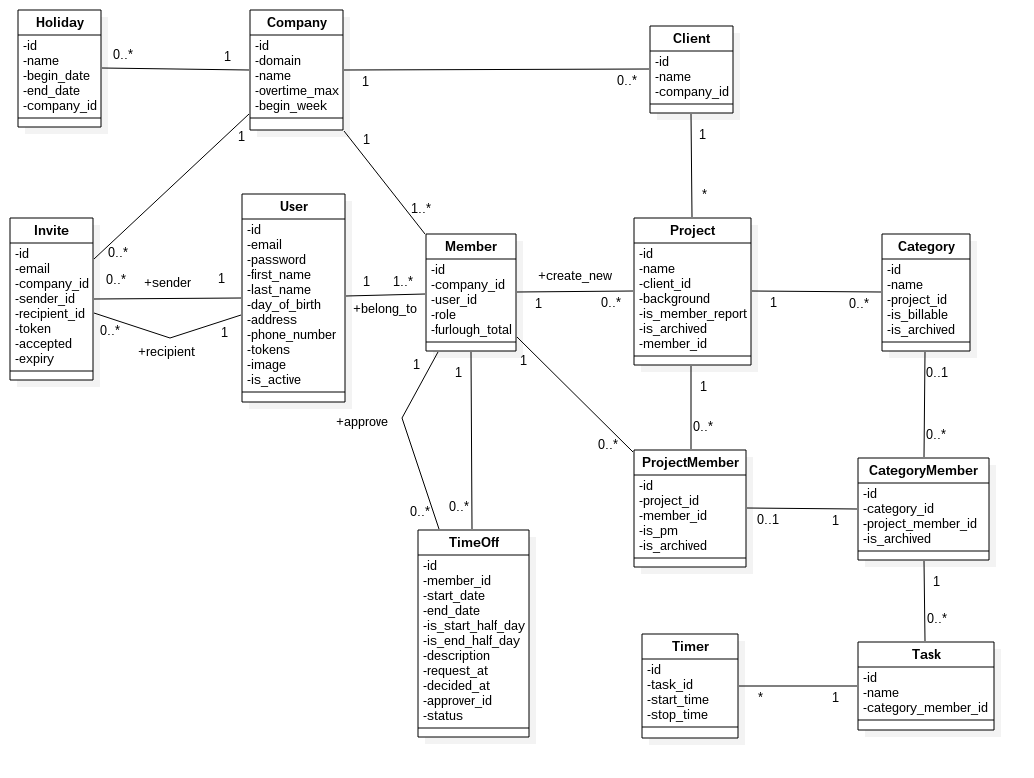 Holiday
-id
-name
-begin_date
-end_date
-company_id
0..*
1
Company
-id
-domain
-name
-overtime_max
-begin_week
1
0..*
Client
-id
-name
-company_id
1
0..*
1
1..*
1
*
Invite
-id
-email
-company_id
-sender_id
-recipient_id
-token
-accepted
-expiry
0..*
+sender
1
0..*
+recipient
1
User
-id
-email
-password
-first_name
-last_name
-day_of_birth
-address
-phone_number
-tokens
-image
-is_active
1
1..*
+belong_to
Member
-id
-company_id
-user_id
-role
-furlough_total
+create_new
1
0..*
Project
-id
-name
-client_id
-background
-is_member_report
-is_archived
-member_id
1
0..*
Category
-id
-name
-project_id
-is_billable
-is_archived
1
+approve
0..*
1
0..*
1
0..*
1
0..*
0..1
0..*
ProjectMember
-id
-project_id
-member_id
-is_pm
-is_archived
0..1
1
CategoryMember
-id
-category_id
-project_member_id
-is_archived
1
0..*
TimeOff
-id
-member_id
-start_date
-end_date
-is_start_half_day
-is_end_half_day
-description
-request_at
-decided_at
-approver_id
-status
Timer
-id
-task_id
-start_time
-stop_time
*
1
Task
-id
-name
-category_member_id